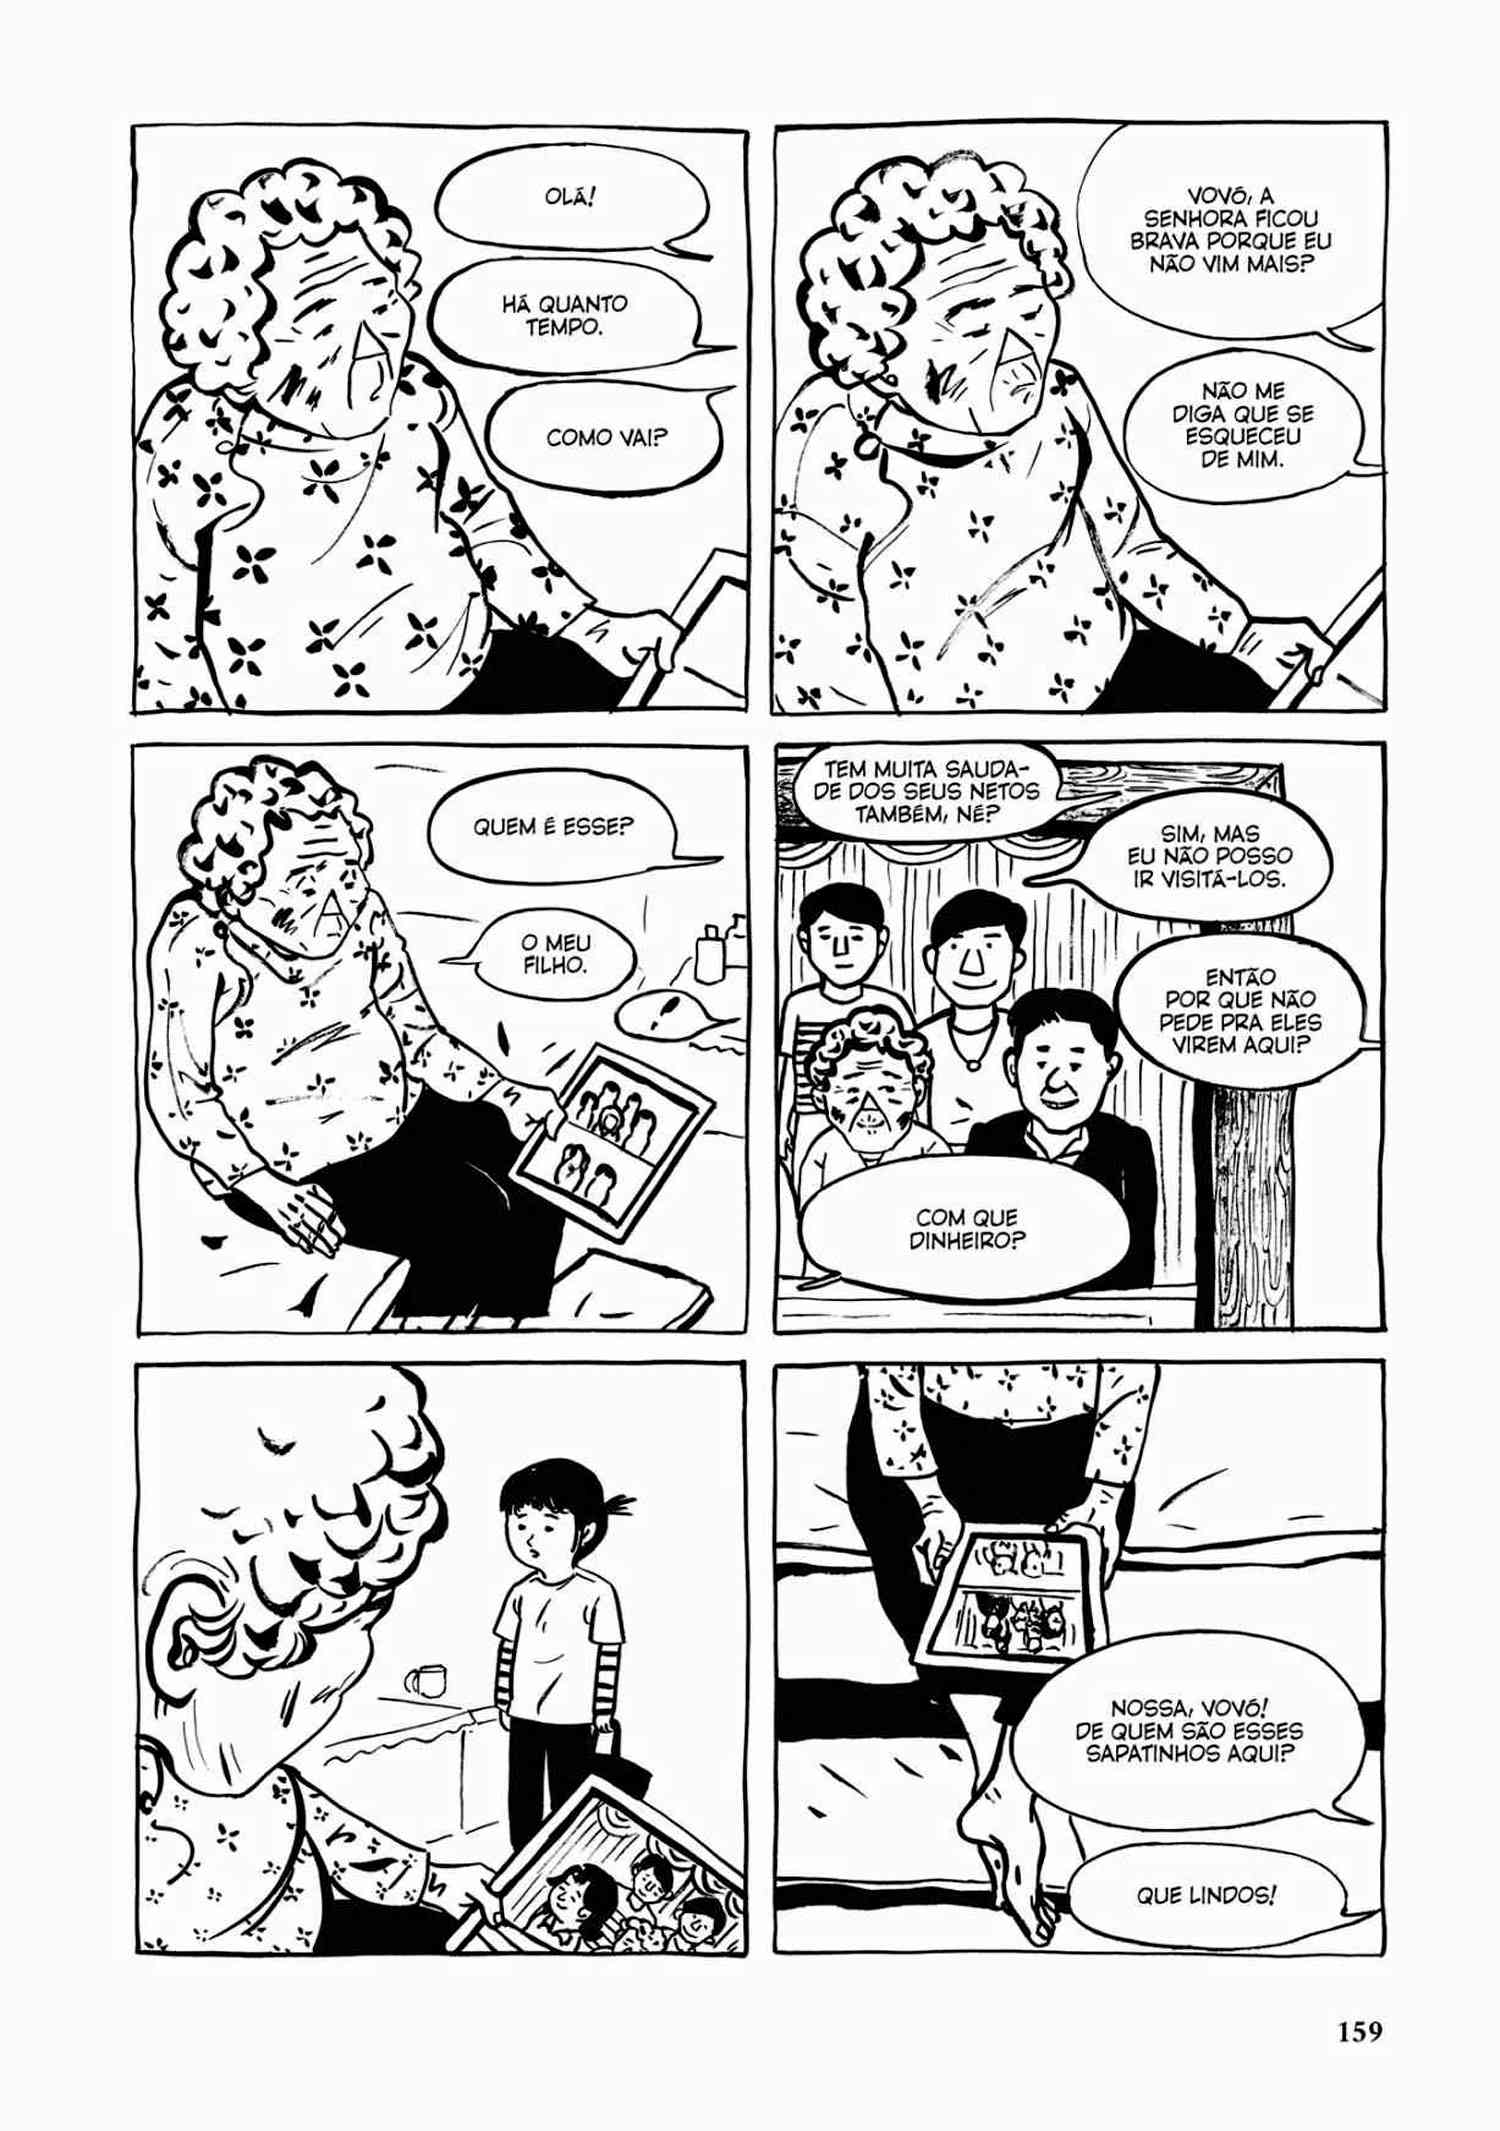 OLÁ!
HÁ QUANTO
TEMPO.
COMO VAI?
VOVÓ, A
SENHORA FICOU
BRAVA PORQUE EU
NÃO VIM MAIS?
NÃO ME
DIGA QUE SE
ESQUECEU
DE MIM.
QUEM É ESSE?
O MEU
FILHO.
TEM MUITA SAUDA-
DE DOS SEUS NETOS
TAMBÉM, NÉ?
SIM, MAS
EU NÃO POSSO
IR VISITÁ-LOS.
ENTÃO
POR QUE NÃO
PEDE PRA ELES
VIREM AQUI?
COM QUE
DINHEIRO?
NOSSA, VOVÓ!
DE QUEM SÃO ESSES
SAPATINHOS AQUI?
QUE LINDOS!
159